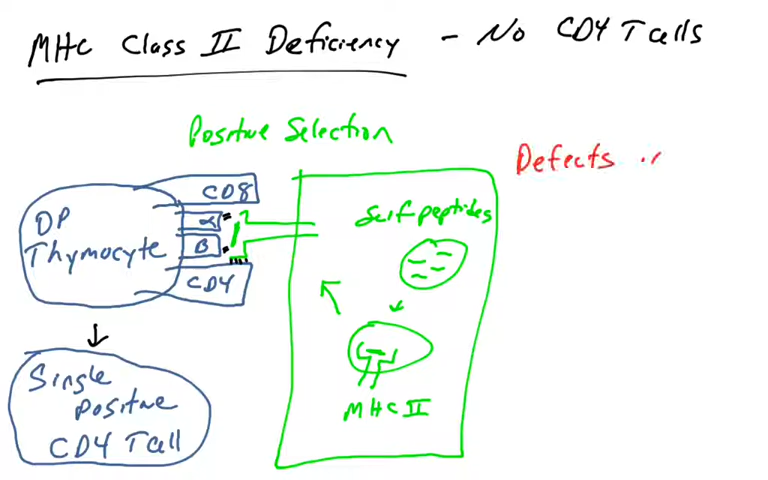 MHC Class II Deficiency - No CD4 T cells
Positive Selection
Defects
CD8
α
B
CD4
DP
Thymocyte
Self peptides
MHC II
Single
positive
CD4 T cell